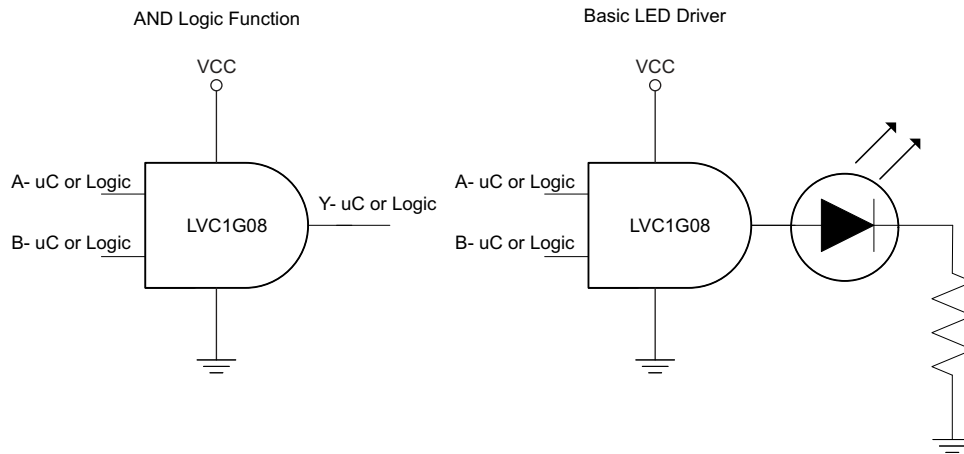 AND Logic Function
VCC
A- uC or Logic
B- uC or Logic
LVC1G08
Y- uC or Logic
Basic LED Driver
VCC
A- uC or Logic
B- uC or Logic
LVC1G08